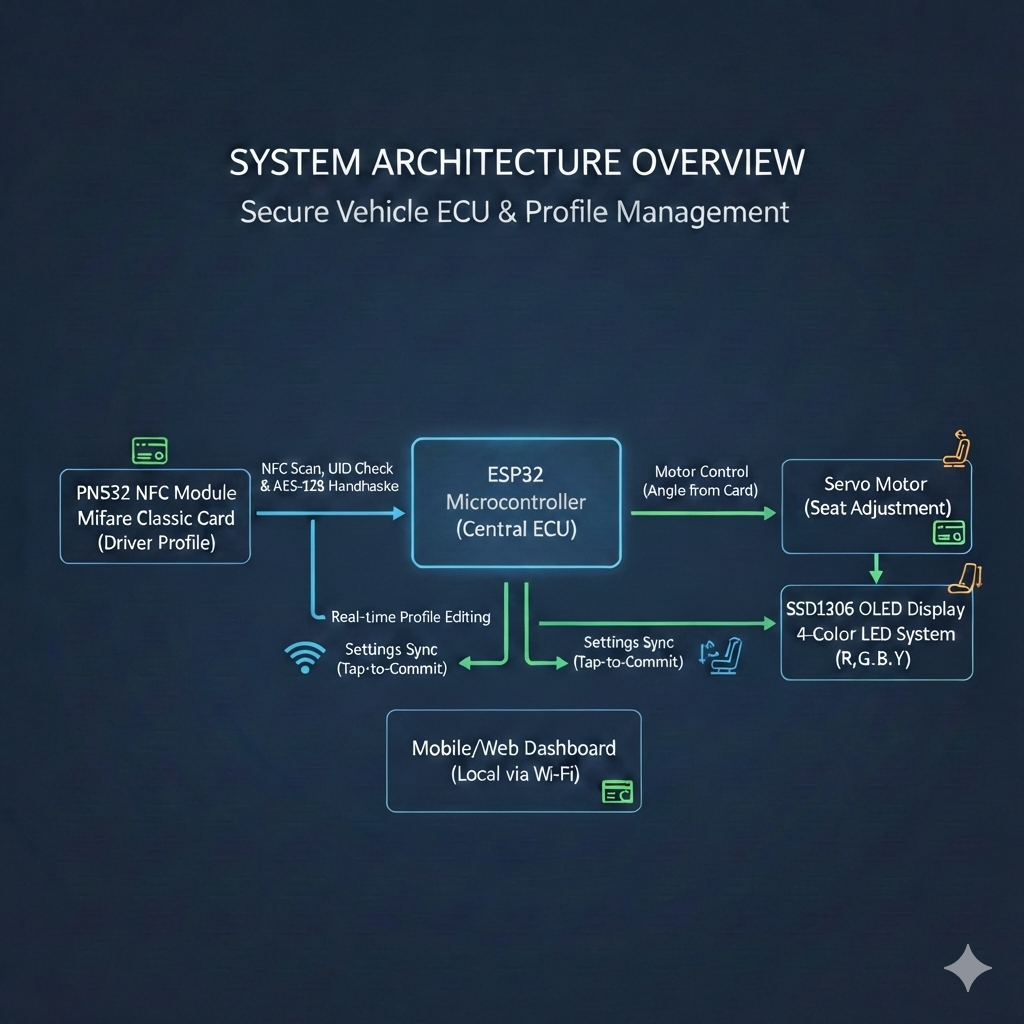 SYSTEM ARCHITECTURE OVERVIEW
Secure Vehicle ECU & Profile Management
PN532 NFC Module
Mifare Classic Card
(Driver Profile)
NFC Scan, UID Check
& AES-128 Handhaske
ESP32
Microcontroller
(Central ECU)
Motor Control
(Angle from Card)
Servo Motor
(Seat Adjustment)
SSD1306 OLED Display
4-Color LED System
(R,G.B.Y)
Real-time Profile Editing
Settings Sync
(Tap-to-Commit)
Settings Sync
(Tap-to-Commit)
Mobile/Web Dashboard
(Local via Wi-Fi)